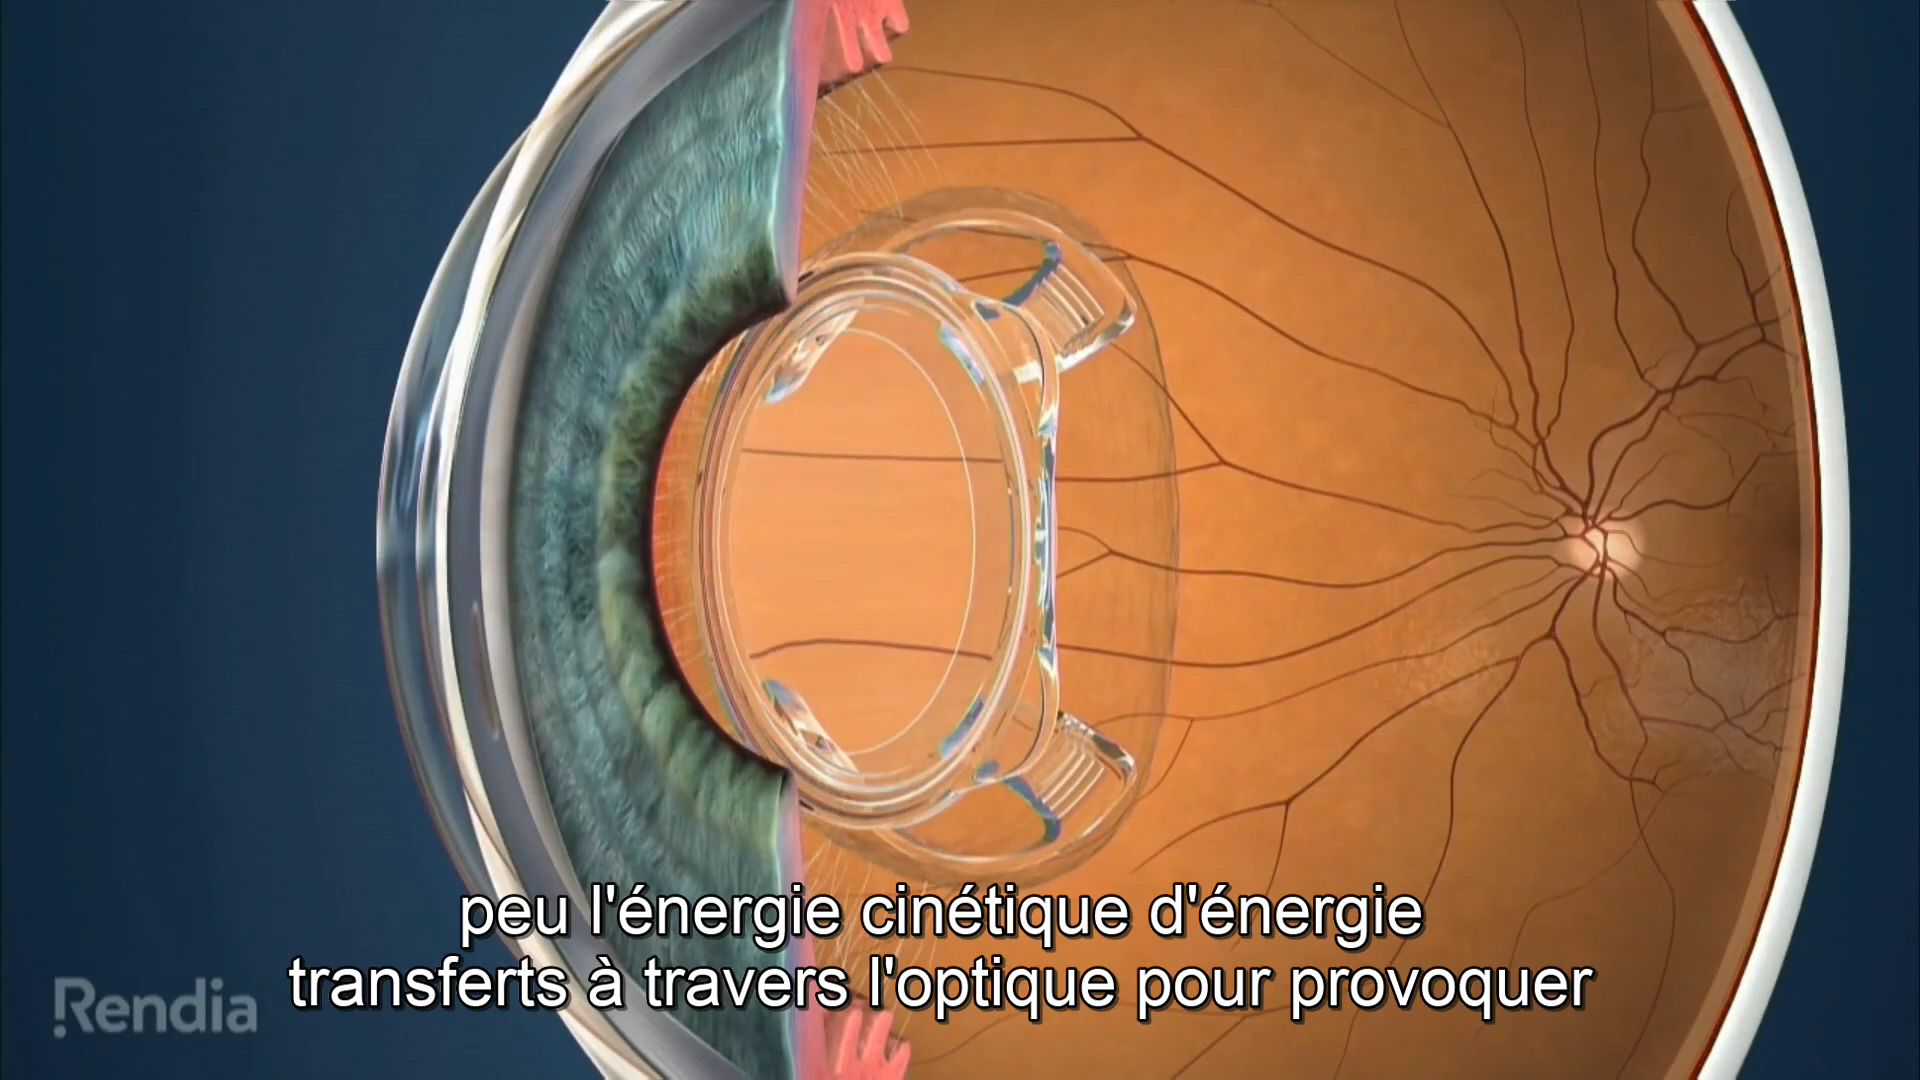 peu l'énergie cinétique d'énergie
transferts à travers l'optique pour provoquer
Rendia